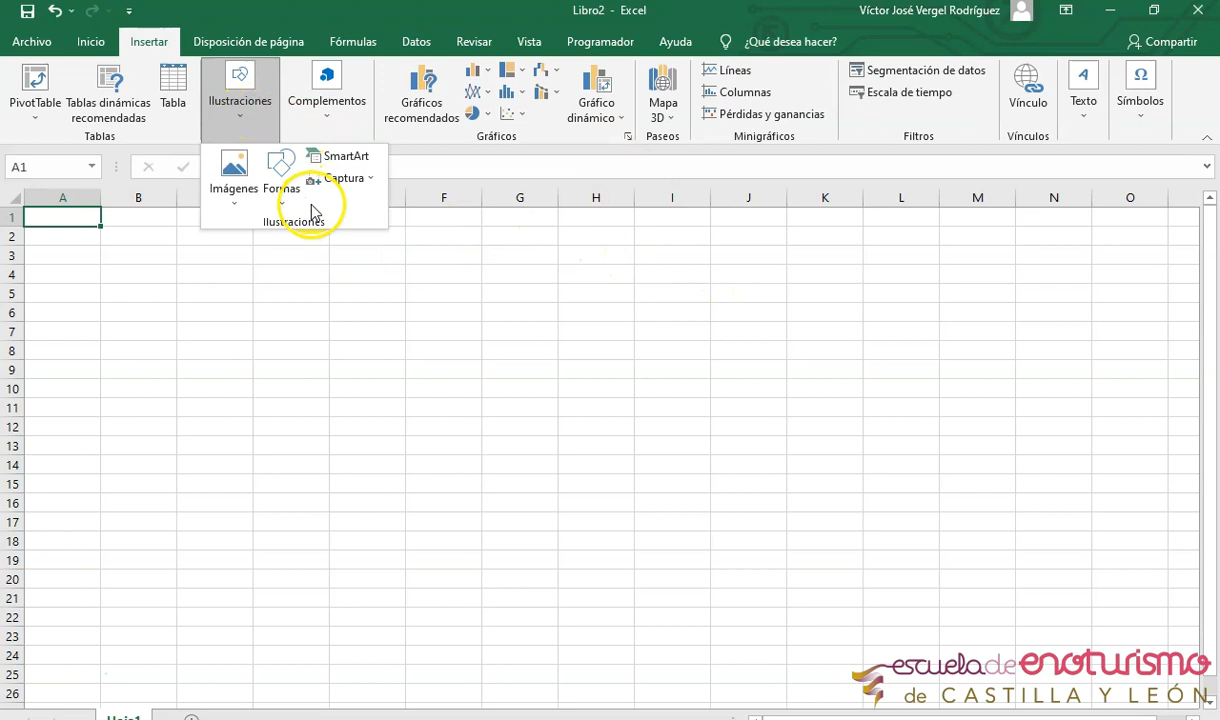 Libro2 - Excel
Víctor José Vergel Rodríguez
Archivo
Inicio
Insertar
Disposición de página
Fórmulas
Datos
Revisar
Vista
Programador
Ayuda
¿Qué desea hacer?
Compartir
PivotTable
Tablas dinámicas
recomendadas
Tabla
Tablas
Ilustraciones
Complementos
Gráficos
recomendados
Gráfico
dinámico
Gráficos
Mapa
3D
Paseos
Líneas
Columnas
Pérdidas y ganancias
Minigráficos
Segmentación de datos
Escala de tiempo
Filtros
Vínculo
Vínculos
Texto
Símbolos
Imágenes
Formas
SmartArt
Captura
Ilustraciones
A1
A B F G H I J K L M N O
1
2
3
4
5
6
7
8
9
10
11
12
13
14
15
16
17
18
19
20
21
22
23
24
25
26
Hoja1
escuela de enoturismo
de CASTILLA Y LEÓN